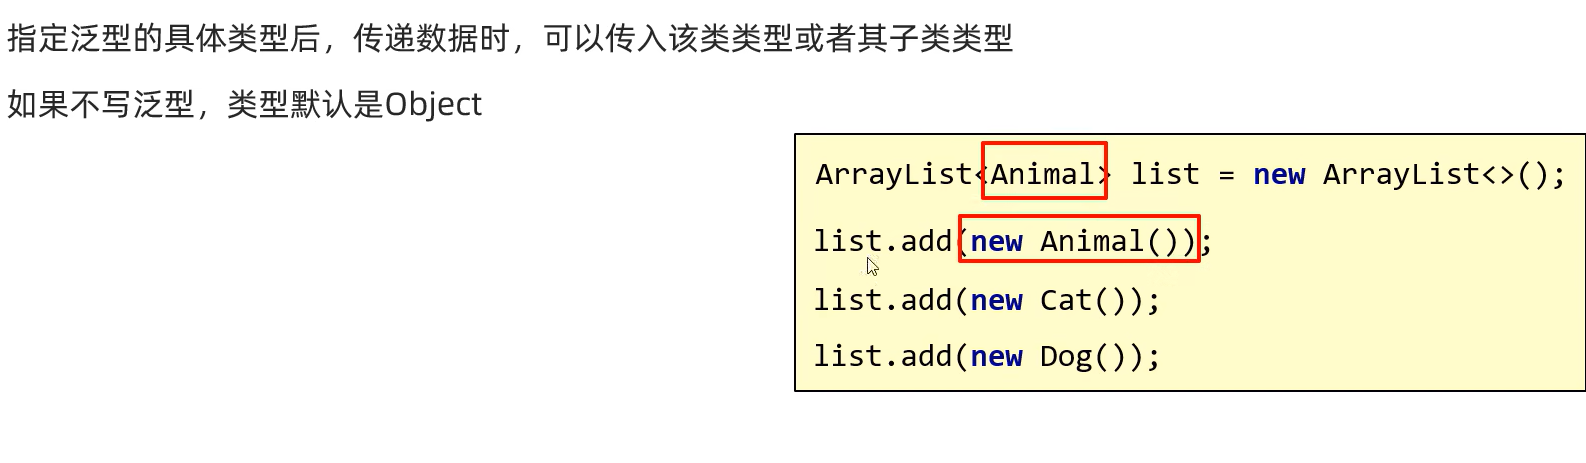 指定泛型的具体类型后，传递数据时，可以传入该类类型或者其子类类型
如果不写泛型，类型默认是Object
ArrayList<Animal> list = new ArrayList<>();
list.add(new Animal());
list.add(new Cat());
list.add(new Dog());